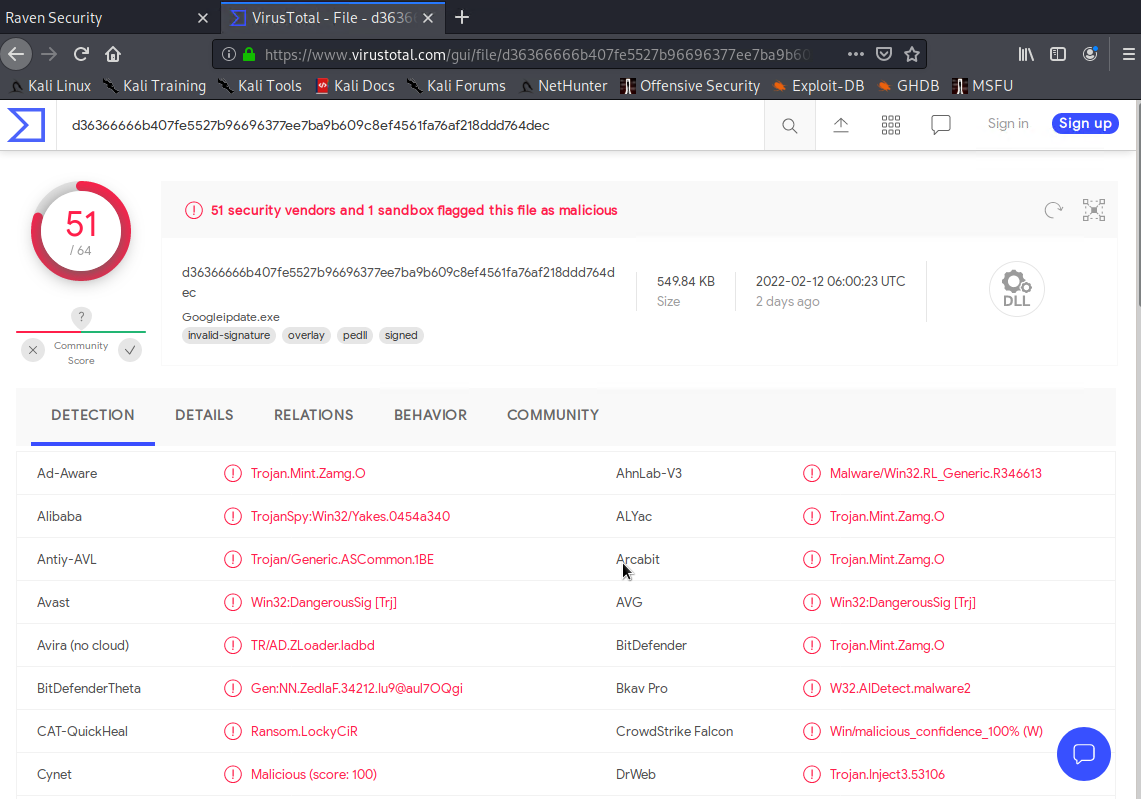 Raven Security
VirusTotal - File - d3636
https://www.virustotal.com/gui/file/d36366666b407fe5527b96696377ee7ba9b60
Kali Linux Kali Training Kali Tools Kali Docs Kali Forums NetHunter Offensive Security Exploit-DB GHDB MSFU
d36366666b407fe5527b96696377ee7ba9b609c8ef4561fa76af218ddd764dec
Sign in
Sign up
51
/ 64
?
Community
Score
51 security vendors and 1 sandbox flagged this file as malicious
d36366666b407fe5527b96696377ee7ba9b609c8ef4561fa76af218ddd764d
ec
Googleipdate.exe
invalid-signature overlay pedll signed
549.84 KB
Size
2022-02-12 06:00:23 UTC
2 days ago
DLL
DETECTION DETAILS RELATIONS BEHAVIOR COMMUNITY
Ad-Aware Trojan.Mint.Zamg.O AhnLab-V3 Malware/Win32.RL_Generic.R346613
Alibaba TrojanSpy:Win32/Yakes.0454a340 ALYac Trojan.Mint.Zamg.O
Antiy-AVL Trojan/Generic.ASCommon.1BE Arcabit Trojan.Mint.Zamg.O
Avast Win32:DangerousSig [Trj] AVG Win32:DangerousSig [Trj]
Avira (no cloud) TR/AD.ZLoader.ladbd BitDefender Trojan.Mint.Zamg.O
BitDefenderTheta Gen:NN.ZedlaF.34212.Iu9@aul7OQgi Bkav Pro W32.AIDetect.malware2
CAT-QuickHeal Ransom.LockyCiR CrowdStrike Falcon Win/malicious_confidence_100% (W)
Cynet Malicious (score: 100) DrWeb Trojan.Inject3.53106